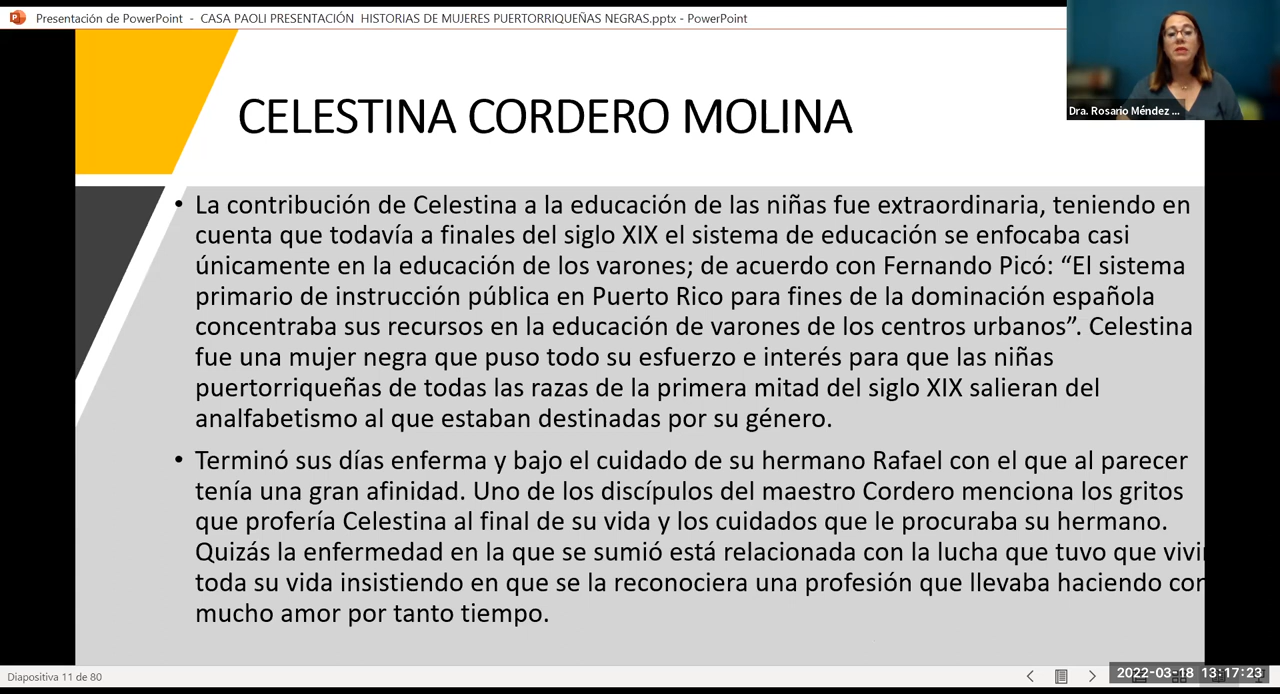 Presentación de PowerPoint - CASA PAOLI PRESENTACIÓN HISTORIAS DE MUJERES PUERTORRIQUEÑAS NEGRAS.pptx - PowerPoint
Dra. Rosario Méndez ...
CELESTINA CORDERO MOLINA
• La contribución de Celestina a la educación de las niñas fue extraordinaria, teniendo en
cuenta que todavía a finales del siglo XIX el sistema de educación se enfocaba casi
únicamente en la educación de los varones; de acuerdo con Fernando Picó: “El sistema
primario de instrucción pública en Puerto Rico para fines de la dominación española
concentraba sus recursos en la educación de varones de los centros urbanos”. Celestina
fue una mujer negra que puso todo su esfuerzo e interés para que las niñas
puertorriqueñas de todas las razas de la primera mitad del siglo XIX salieran del
analfabetismo al que estaban destinadas por su género.
• Terminó sus días enferma y bajo el cuidado de su hermano Rafael con el que al parecer
tenía una gran afinidad. Uno de los discípulos del maestro Cordero menciona los gritos
que profería Celestina al final de su vida y los cuidados que le procuraba su hermano.
Quizás la enfermedad en la que se sumió está relacionada con la lucha que tuvo que vivir
toda su vida insistiendo en que se la reconociera una profesión que llevaba haciendo con
mucho amor por tanto tiempo.
Diapositiva 11 de 80
2022-03-18 13:17:23